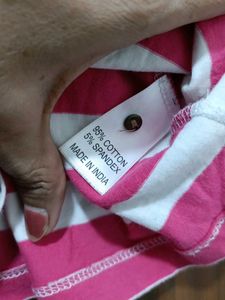 95% COTTON
5% SPANDEX
MADE IN INDIA